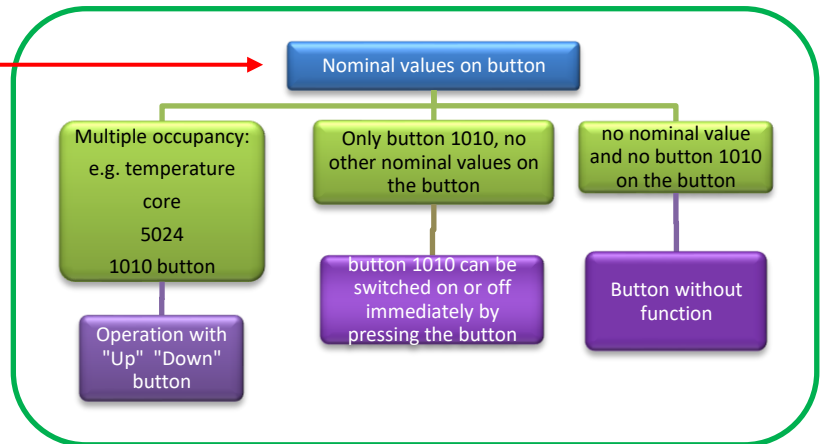 Nominal values on button
Multiple occupancy:
e.g. temperature
core
5024
1010 button
Only button 1010, no
other nominal values on
the button
no nominal value
and no button 1010
on the button
Operation with
"Up" "Down"
button
button 1010 can be
switched on or off
immediately by
pressing the button
Button without
function